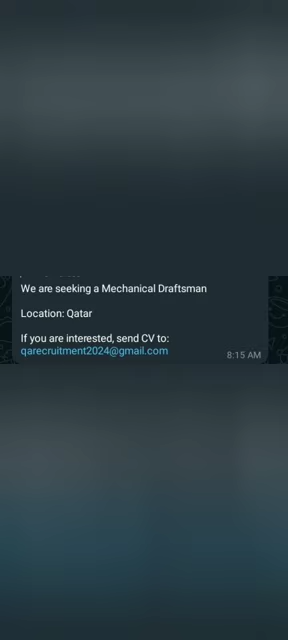 We are seeking a Mechanical Draftsman
Location: Qatar
If you are interested, send CV to:
qarecruitment2024@gmail.com
8:15 AM